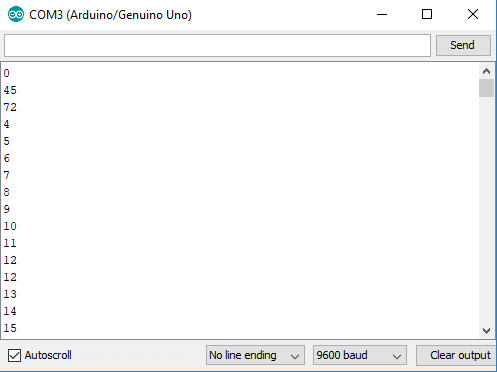 COM3 (Arduino/Genuino Uno)
Send
0
45
72
4
5
6
7
8
9
10
11
12
12
13
14
15
Autoscroll
No line ending
9600 baud
Clear output